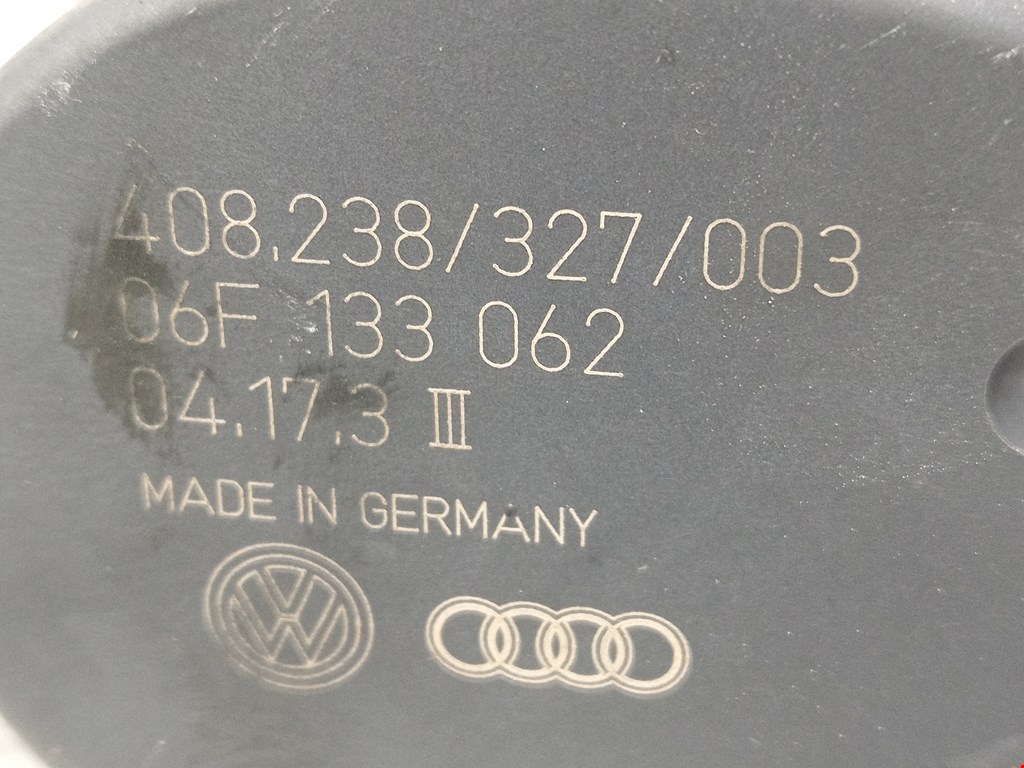 408.238/327/003
06F 133 062
04.17.3 III
MADE IN GERMANY